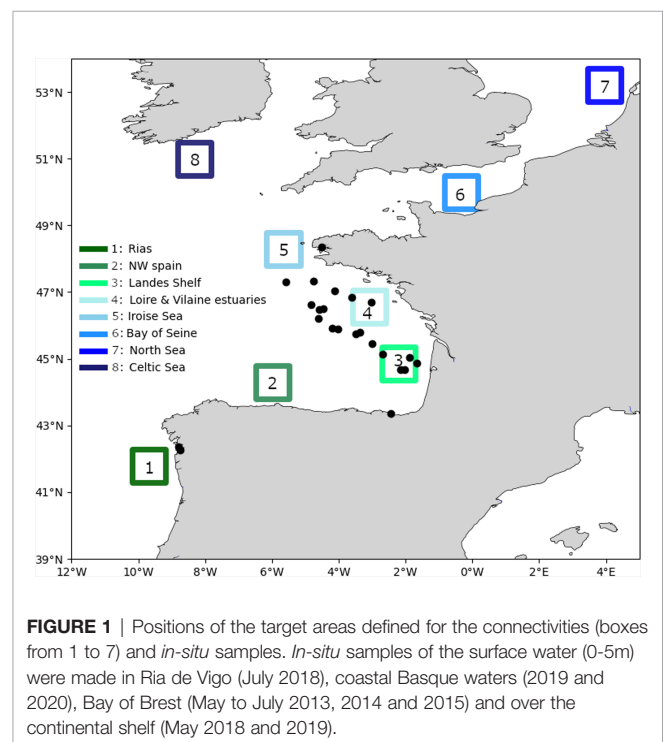 53°N
7
51°N
8
6
49°N
5
1: Rias
2: NW spain
3: Landes Shelf
4: Loire & Vilaine estuaries
5: Iroise Sea
6:Bay of Seine
7: North Sea
8: Celtic Sea
47°N
4
45°N
3
2
43°N
1
41°N
39°N
12°W 10°W 8°W 6°W 4°W 2°W 0°W 2°E 4°E
FIGURE 1 | Positions of the target areas defined for the connectivities (boxes
from 1 to 7) and in-situ samples. In-situ samples of the surface water (0-5m)
were made in Ria de Vigo (July 2018), coastal Basque waters (2019 and
2020), Bay of Brest (May to July 2013, 2014 and 2015) and over the
continental shelf (May 2018 and 2019).